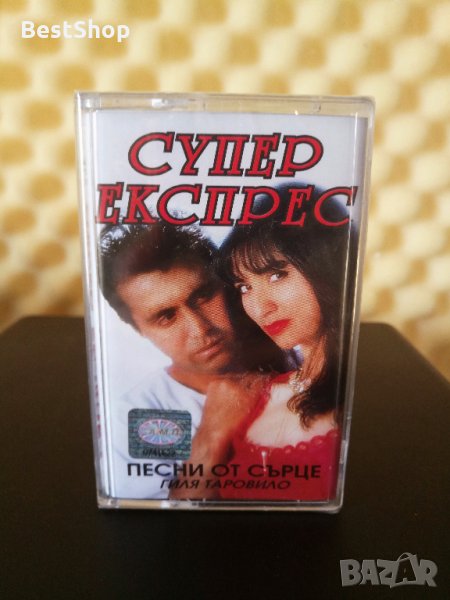 BestShop
СУПЕР
ЕКСПРЕС
ПЕСНИ ОТ СЪРЦЕ
ГИЛЯ ТАРОВИЛО
BAZAR